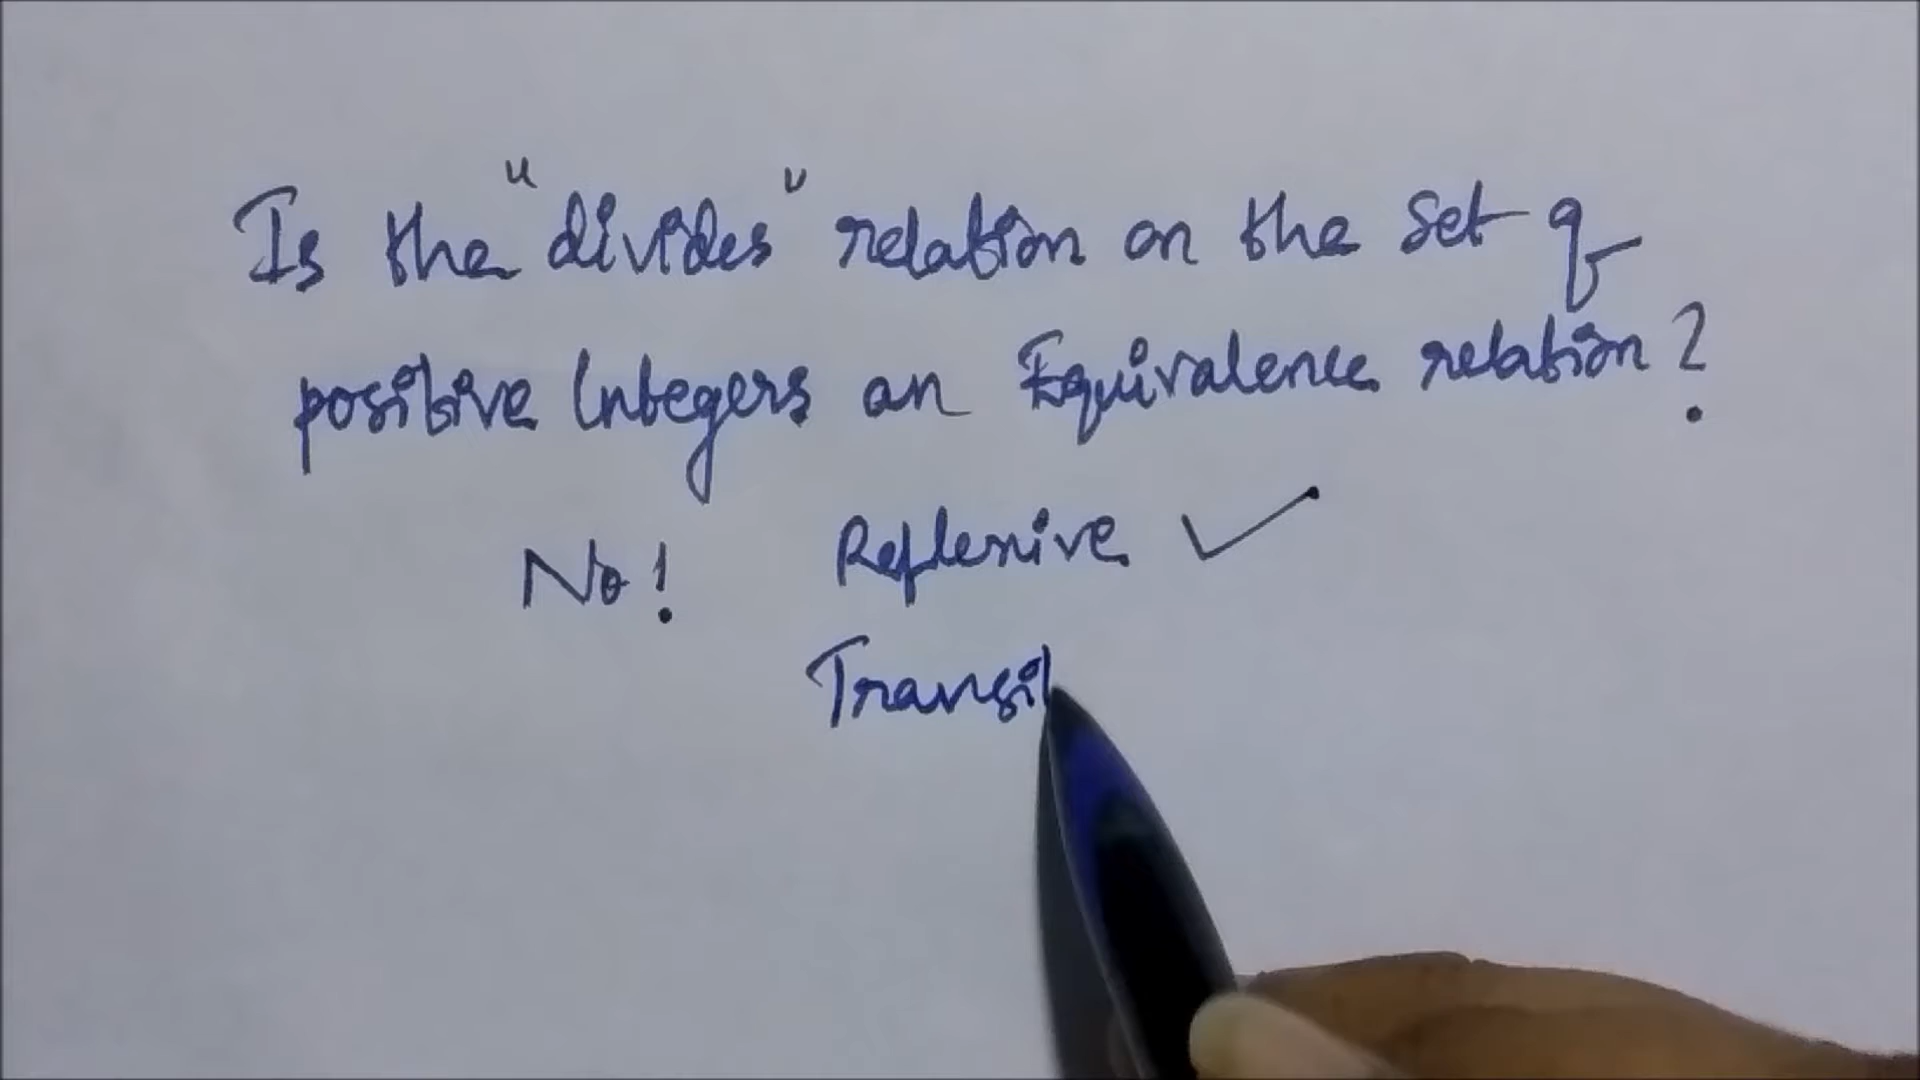 Is the "divides" relation on the set of
positive integers an Equivalence relation?
No! Reflexive ✓
Transit